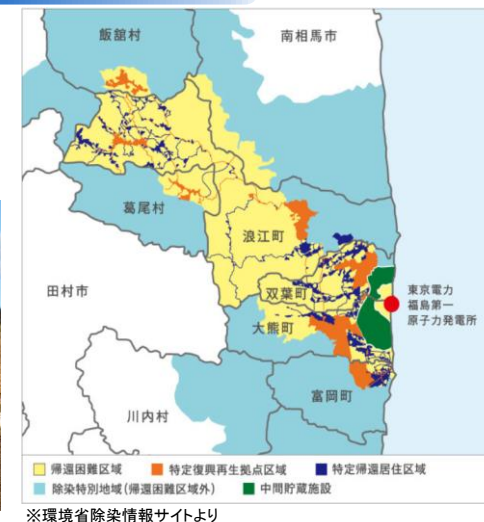 飯舘村
南相馬市
葛尾村
浪江町
田村市
双葉町
大熊町
東京電力
福島第一
原子力発電所
富岡町
川内村
帰還困難区域 特定復興再生拠点区域 特定帰還居住区域
除染特別地域(帰還困難区域外) 中間貯蔵施設
※環境省除染情報サイトより